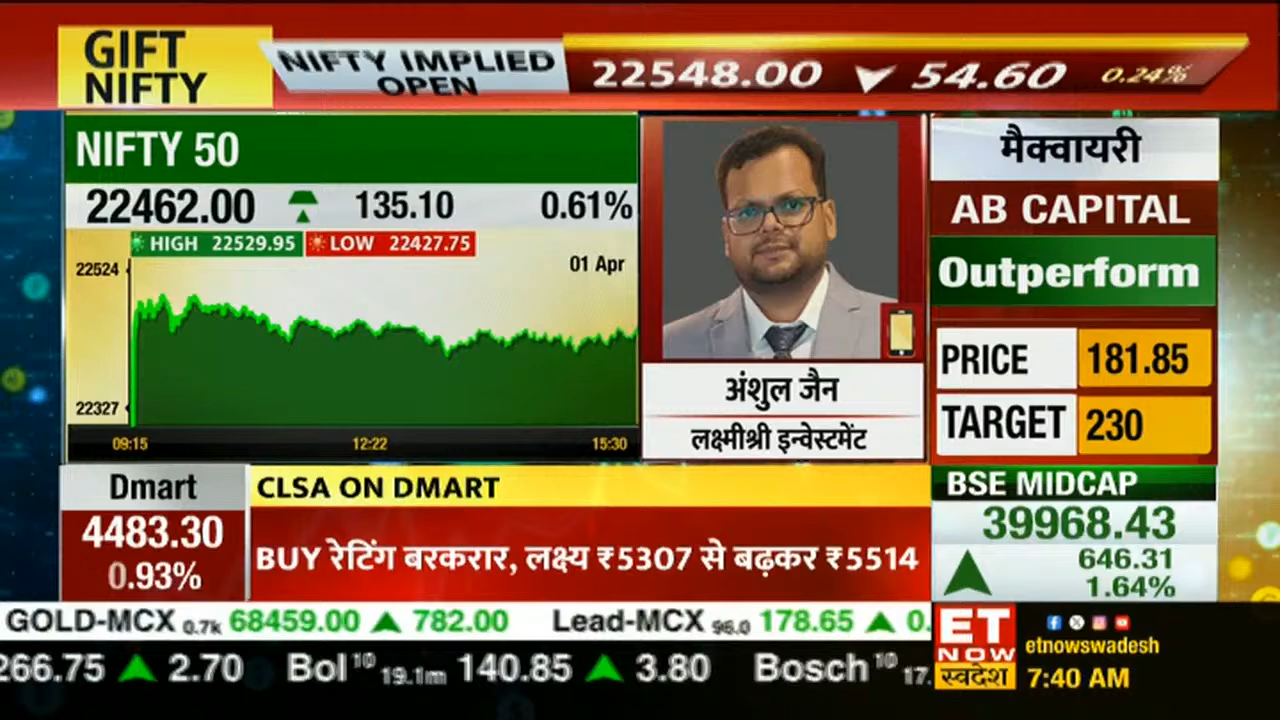 GIFT
NIFTY
NIFTY IMPLIED
OPEN
22548.00 54.60 0.24%
NIFTY 50
22462.00 135.10 0.61%
HIGH 22529.95 LOW 22427.75
22524
01 Apr
22327
09:15 12:22 15:30
अंशुल जैन
लक्ष्मीश्री इन्वेस्टमेंट
मैक्वायरी
AB CAPITAL
Outperform
PRICE 181.85
TARGET 230
Dmart
4483.30
0.93%
CLSA ON DMART
BUY रेटिंग बरकरार, लक्ष्य ₹5307 से बढ़कर ₹5514
BSE MIDCAP
39968.43
646.31
1.64%
GOLD-MCX 0.7k 68459.00 782.00 Lead-MCX 96.0 178.65 0.
266.75 2.70 BoI 10 19.1m 140.85 3.80 Bosch 10 17.
ET
NOW
स्वदेश
etnowswadesh
7:40 AM